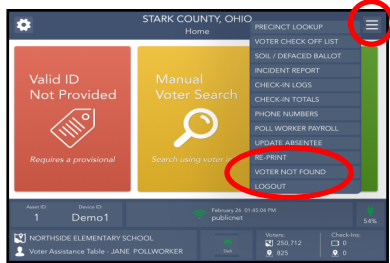 STARK COUNTY, OHIO
Home
PRECINCT LOOKUP
VOTER CHECK OFF LIST
SOIL / DEFACED BALLOT
INCIDENT REPORT
CHECK-IN LOGS
CHECK-IN TOTALS
PHONE NUMBERS
POLL WORKER PAYROLL
UPDATE ABSENTEE
RE-PRINT
VOTER NOT FOUND
LOGOUT
Valid ID
Not Provided
Requires a provisional
Manual
Voter Search
Search using voter
Asset ID:
1
Device ID:
Demo1
February 26 01:45:04 PM
publicnet
54%
NORTHSIDE ELEMENTARY SCHOOL
Voter Assistance Table - JANE POLLWORKER
Voters:
250,712
825
Check-Ins:
0
0